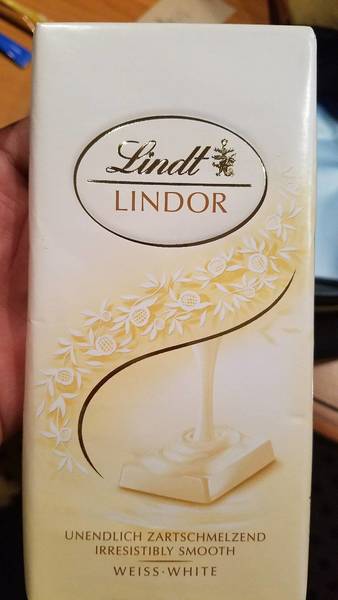 Lindt
LINDOR
UNENDLICH ZARTSCHMELZEND
IRRESISTIBLY SMOOTH
WEISS·WHITE